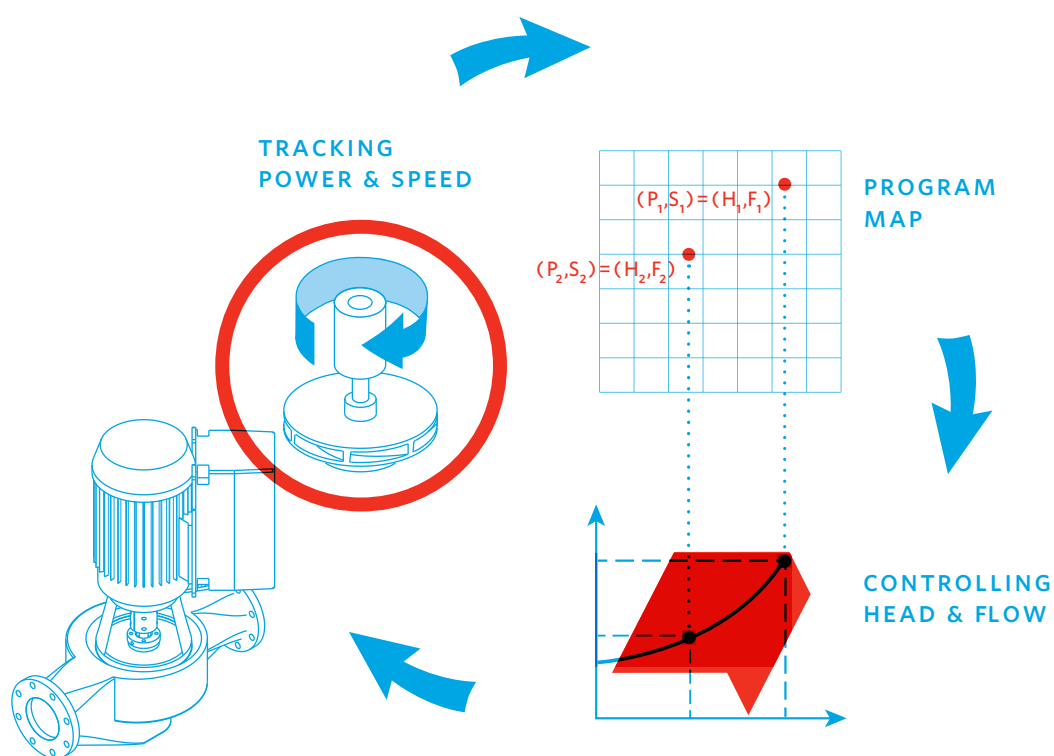 TRACKING
POWER & SPEED
PROGRAM
MAP
(P₁,S₁)=(H₁,F₁)
(P₂,S₂)=(H₂,F₂)
CONTROLLING
HEAD & FLOW